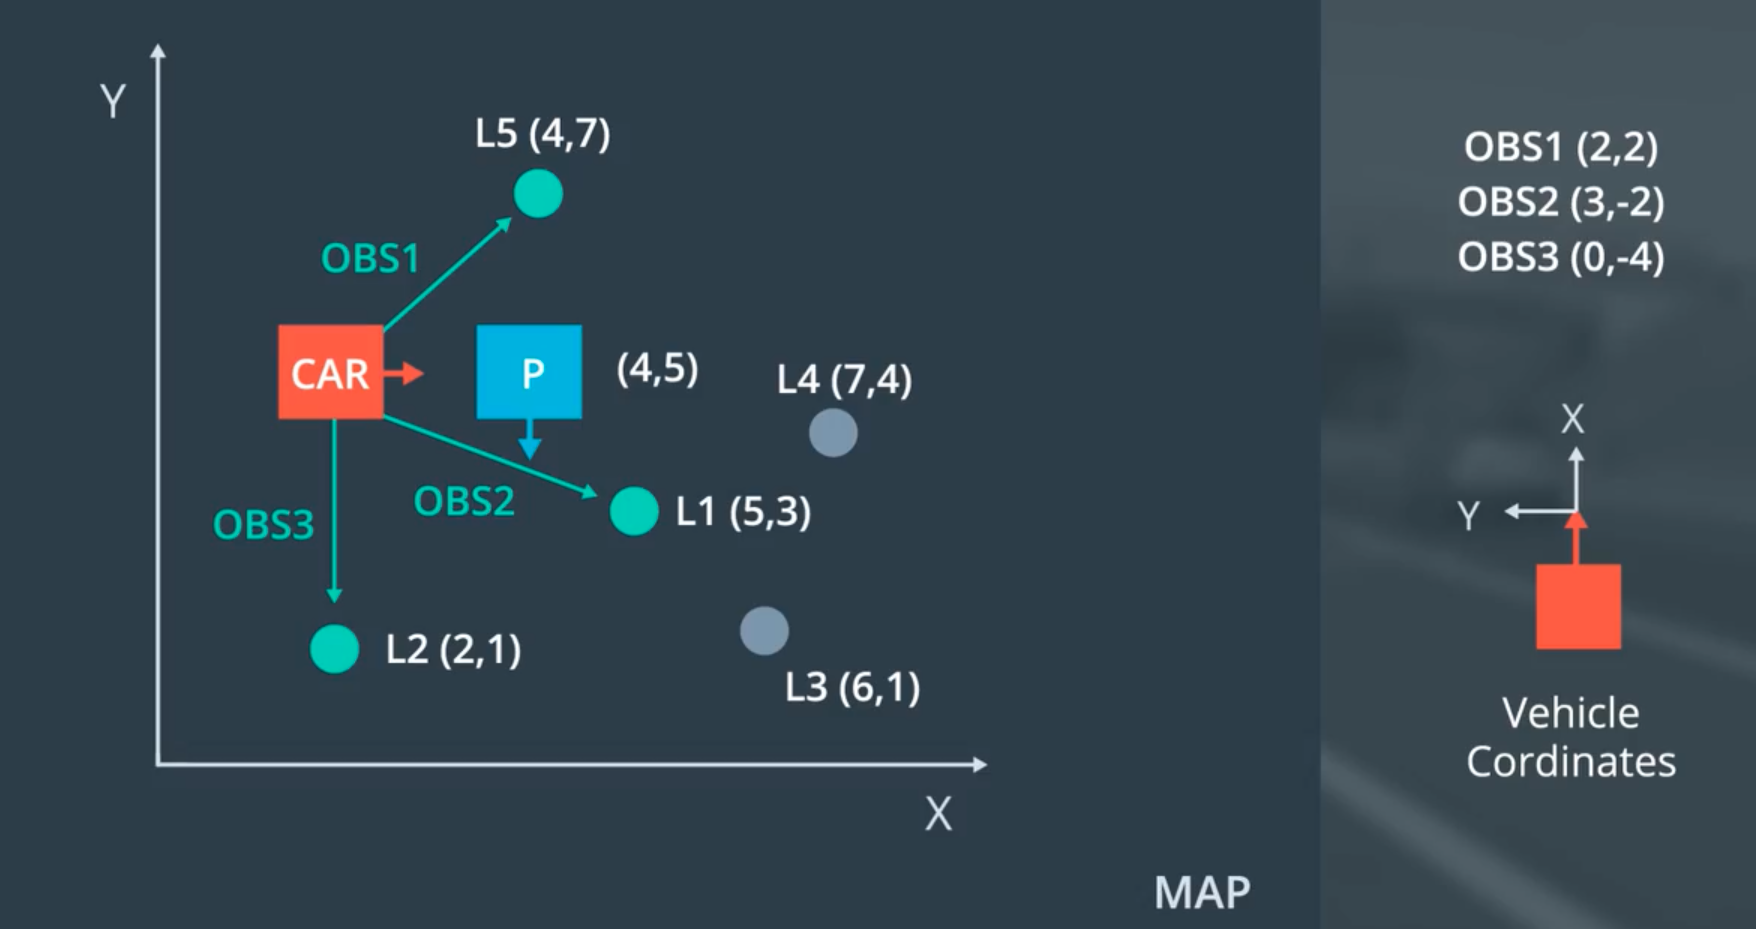 Y
L5 (4,7)
OBS1
CAR
P
(4,5)
L4 (7,4)
OBS3
OBS2
L1 (5,3)
L2 (2,1)
L3 (6,1)
X
MAP
OBS1 (2,2)
OBS2 (3,-2)
OBS3 (0,-4)
X
Y
Vehicle
Cordinates